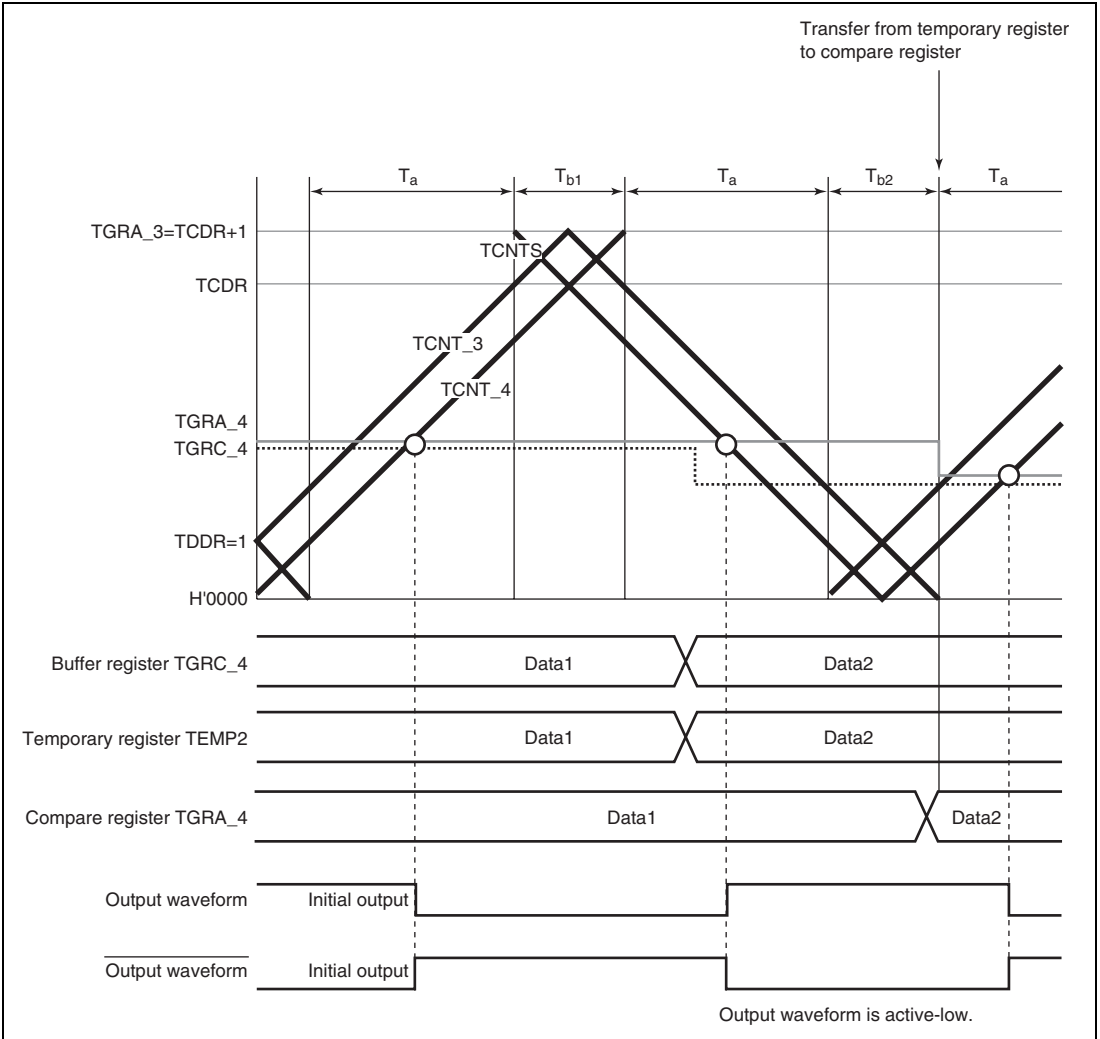 Transfer from temporary register
to compare register
Ta Tb1 Ta Tb2 Ta
TGRA_3=TCDR+1
TCNTS
TCDR
TCNT_3
TCNT_4
TGRA_4
TGRC_4
TDDR=1
H'0000
Buffer register TGRC_4 Data1 Data2
Temporary register TEMP2 Data1 Data2
Compare register TGRA_4 Data1 Data2
Output waveform Initial output
Output waveform Initial output
Output waveform is active-low.